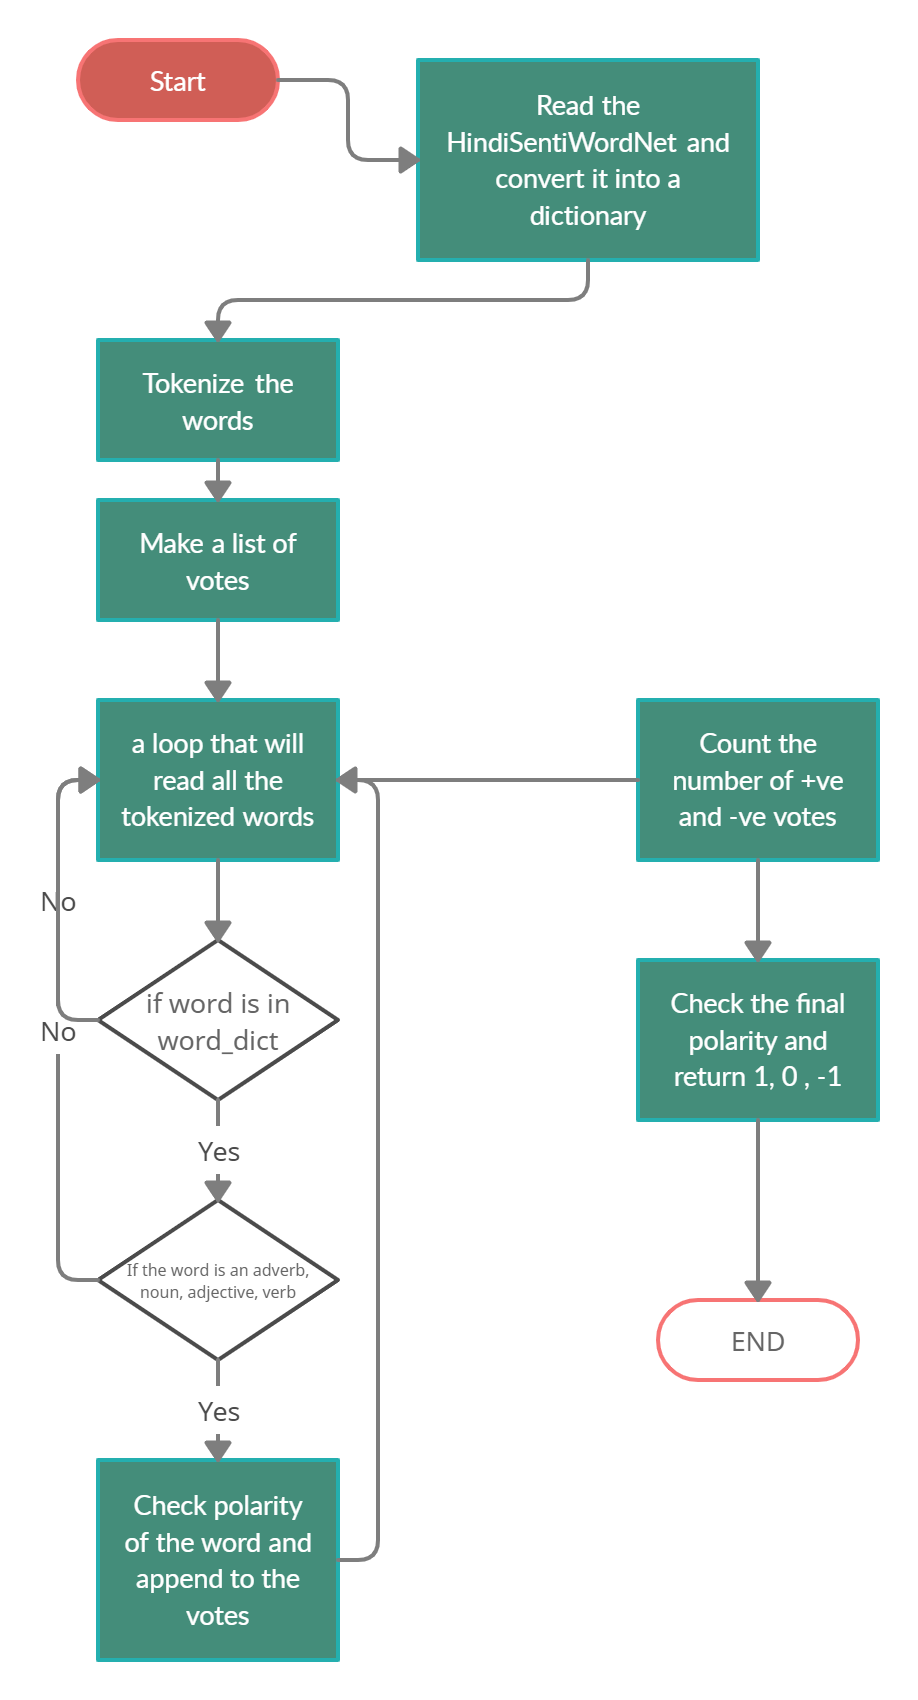 Start
Read the
HindiSentiWordNet and
convert it into a
dictionary
Tokenize the
words
Make a list of
votes
a loop that will
read all the
tokenized words
No
if word is in
word_dict
No
Yes
If the word is an adverb,
noun, adjective, verb
Yes
Check polarity
of the word and
append to the
votes
Count the
number of +ve
and -ve votes
Check the final
polarity and
return 1, 0 , -1
END